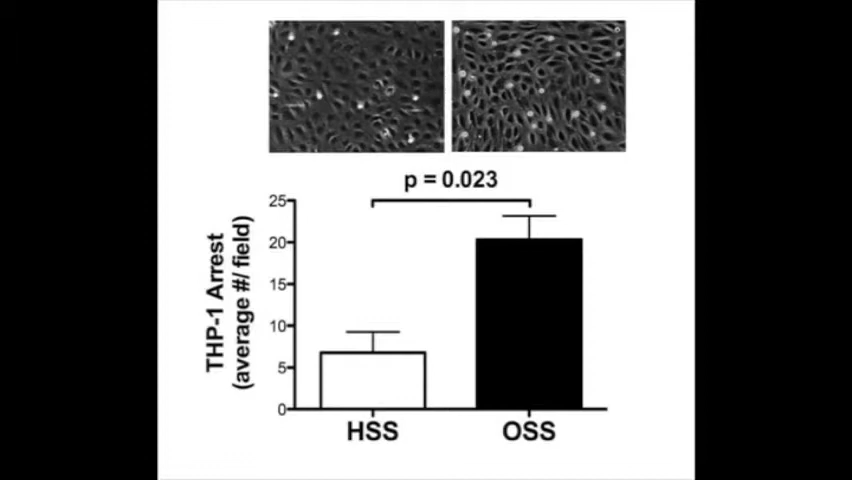 p = 0.023
THP-1 Arrest
(average #/ field)
25
20
15
10
5
0
HSS
OSS